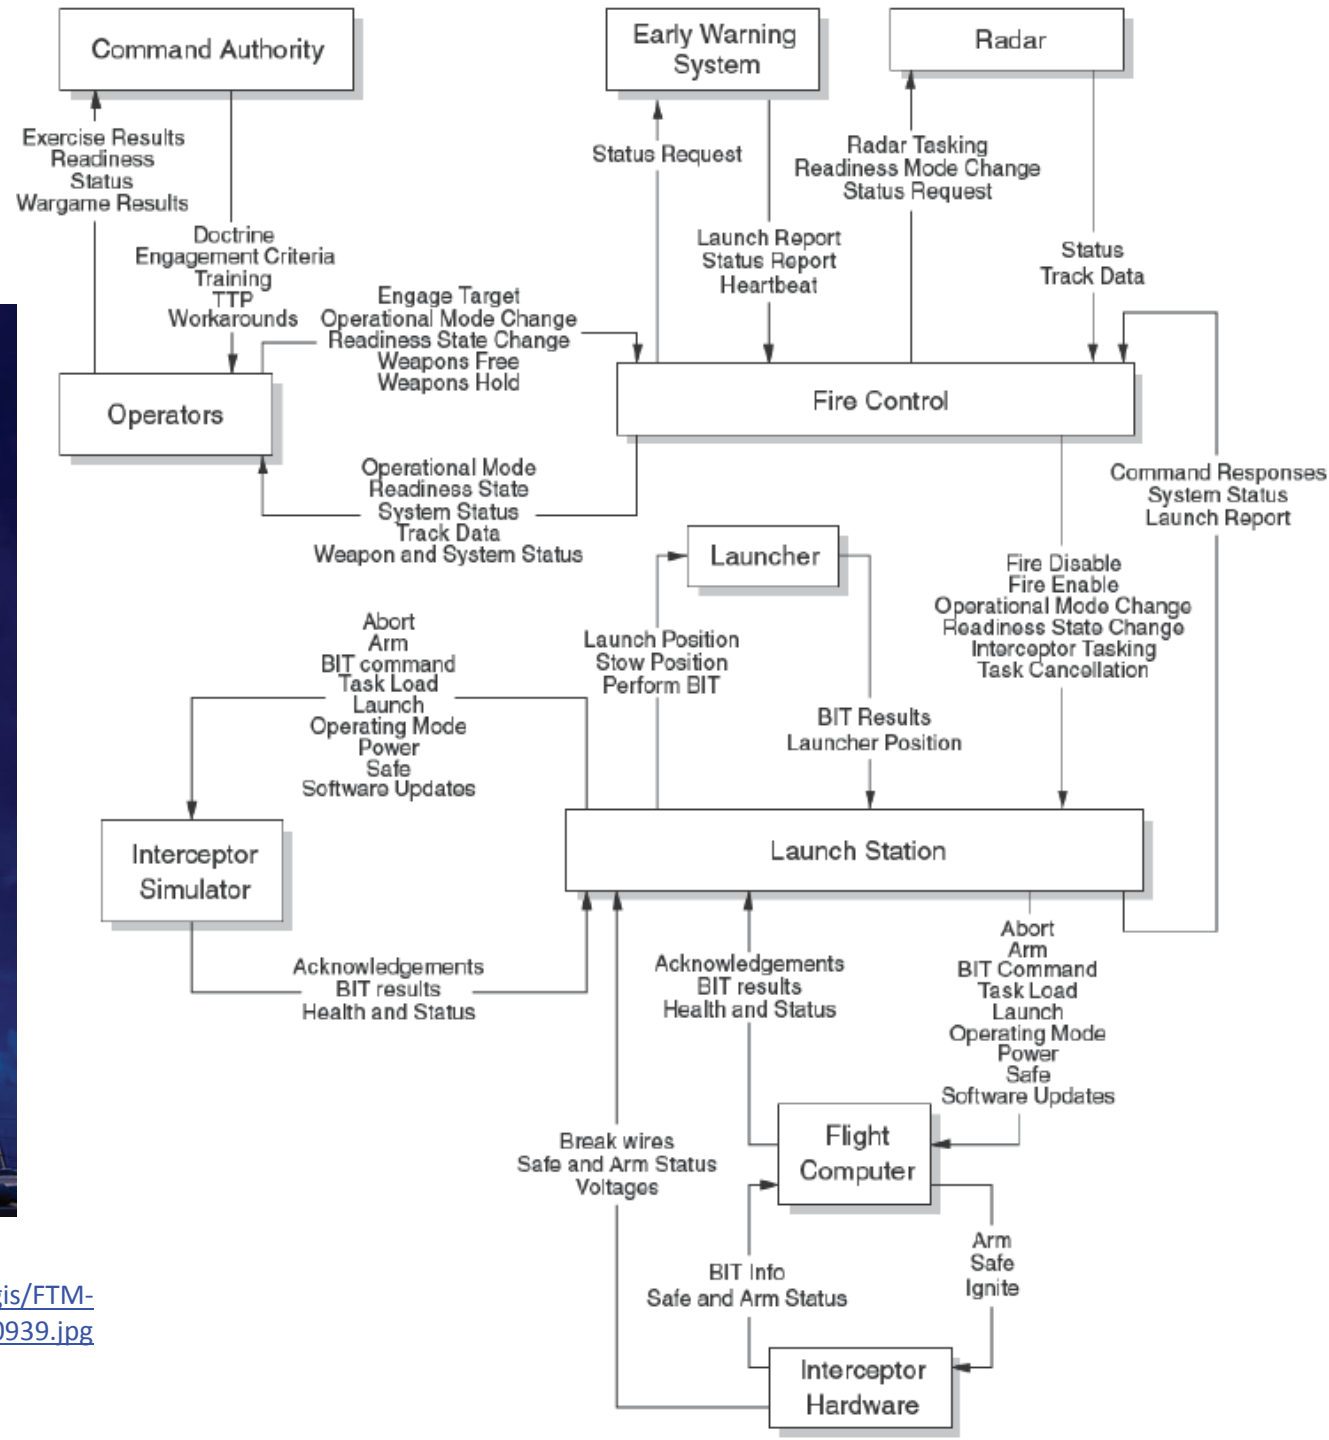 Command Authority
Early Warning
System
Radar
Exercise Results
Readiness
Status
Wargame Results
Doctrine
Engagement Criteria
Training
TTP
Workarounds
Status Request
Launch Report
Status Report
Heartbeat
Radar Tasking
Readiness Mode Change
Status Request
Status
Track Data
Engage Target
Operational Mode Change
Readiness State Change
Weapons Free
Weapons Hold
Operators
Fire Control
Operational Mode
Readiness State
System Status
Track Data
Weapon and System Status
Command Responses
System Status
Launch Report
Launcher
Fire Disable
Fire Enable
Operational Mode Change
Readiness State Change
Interceptor Tasking
Task Cancellation
Abort
Arm
BIT command
Task Load
Launch
Operating Mode
Power
Safe
Software Updates
Launch Position
Stow Position
Perform BIT
BIT Results
Launcher Position
Interceptor
Simulator
Launch Station
Acknowledgements
BIT results
Health and Status
Acknowledgements
BIT results
Health and Status
Abort
Arm
BIT Command
Task Load
Launch
Operating Mode
Power
Safe
Software Updates
Break wires
Safe and Arm Status
Voltages
Flight
Computer
BIT Info
Safe and Arm Status
Arm
Safe
Ignite
Interceptor
Hardware
gis/FTM-
0939.jpg